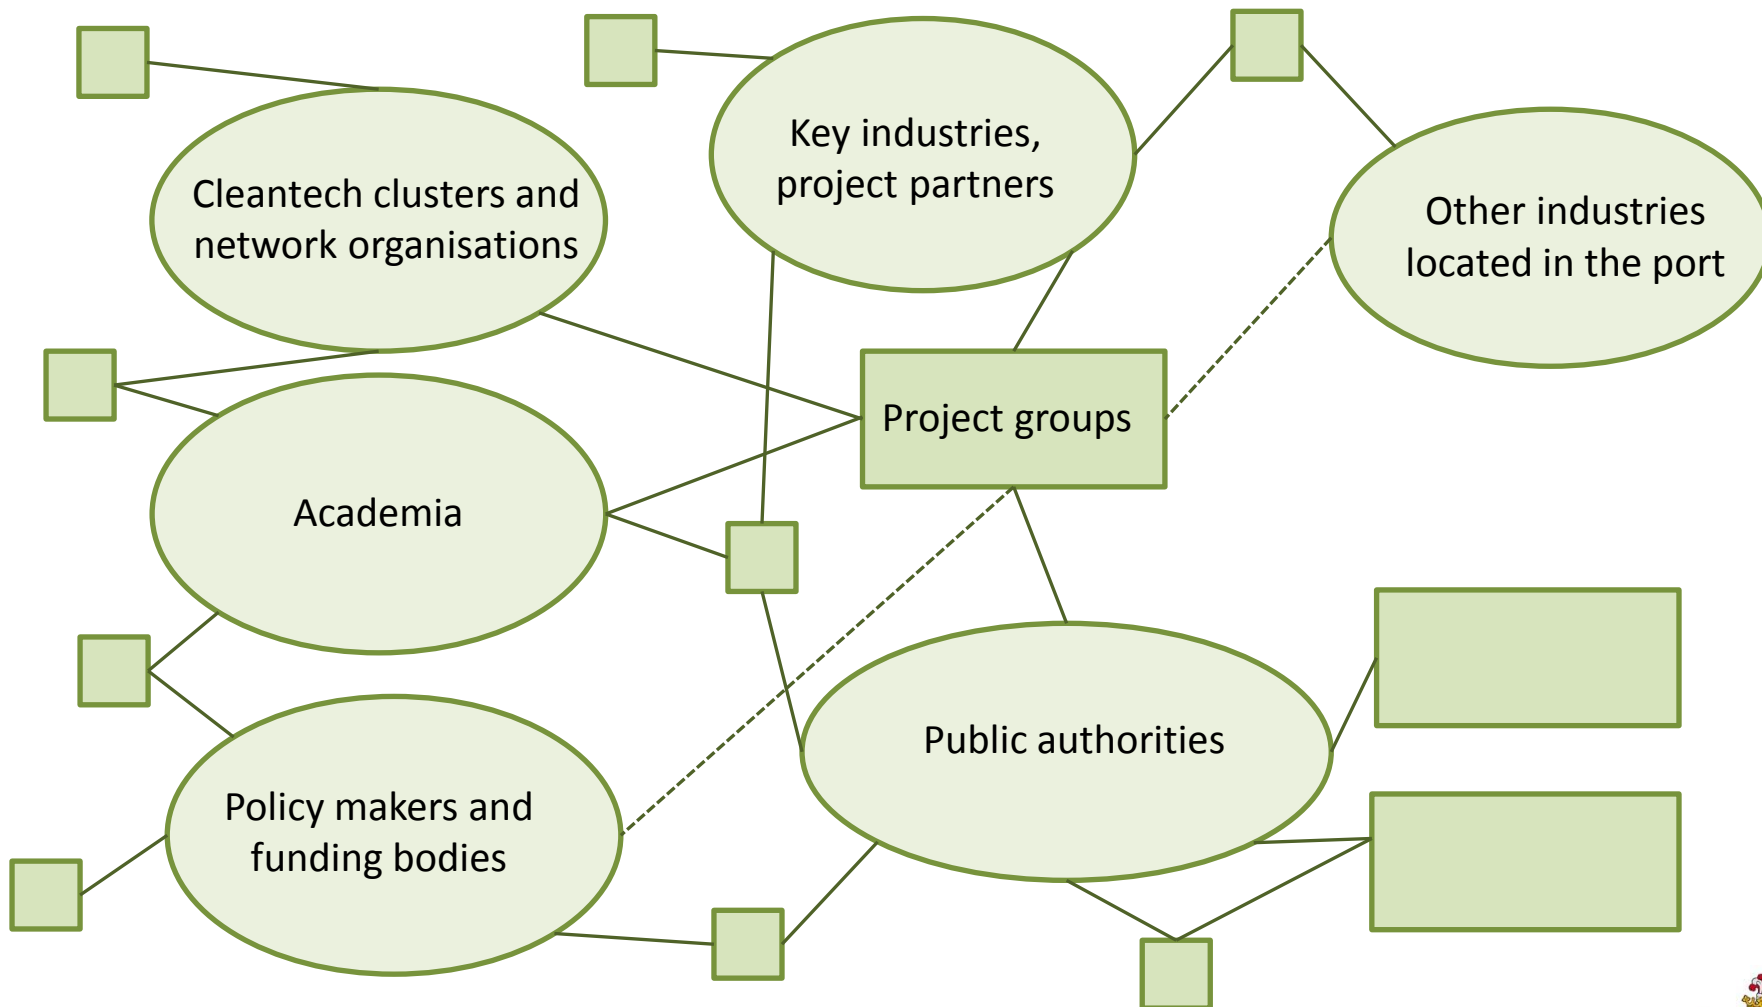 Key industries,
project partners
Cleantech clusters and
network organisations
Other industries
located in the port
Project groups
Academia
Public authorities
Policy makers and
funding bodies